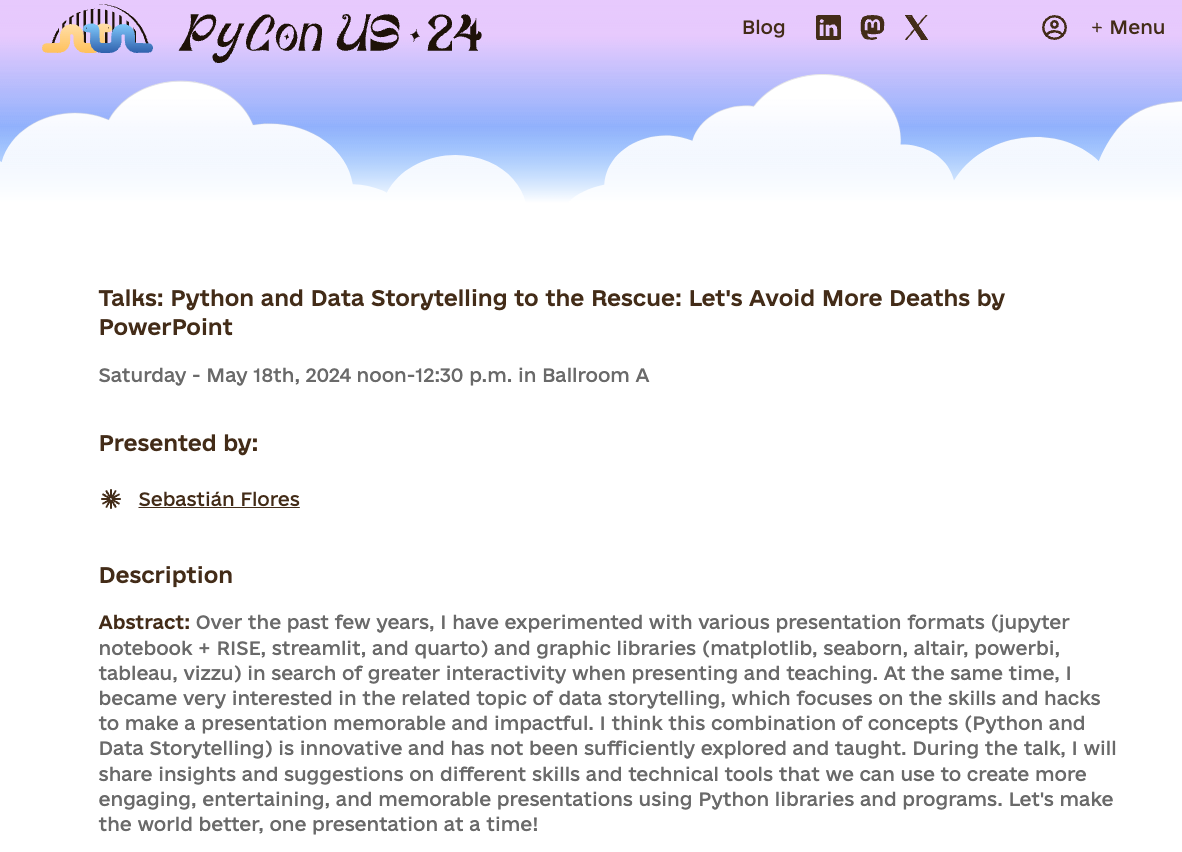 PyCon US ✦ 24
Blog
+ Menu
Talks: Python and Data Storytelling to the Rescue: Let's Avoid More Deaths by
PowerPoint
Saturday - May 18th, 2024 noon-12:30 p.m. in Ballroom A
Presented by:
Sebastián Flores
Description
Abstract: Over the past few years, I have experimented with various presentation formats (jupyter
notebook + RISE, streamlit, and quarto) and graphic libraries (matplotlib, seaborn, altair, powerbi,
tableau, vizzu) in search of greater interactivity when presenting and teaching. At the same time, I
became very interested in the related topic of data storytelling, which focuses on the skills and hacks
to make a presentation memorable and impactful. I think this combination of concepts (Python and
Data Storytelling) is innovative and has not been sufficiently explored and taught. During the talk, I will
share insights and suggestions on different skills and technical tools that we can use to create more
engaging, entertaining, and memorable presentations using Python libraries and programs. Let's make
the world better, one presentation at a time!